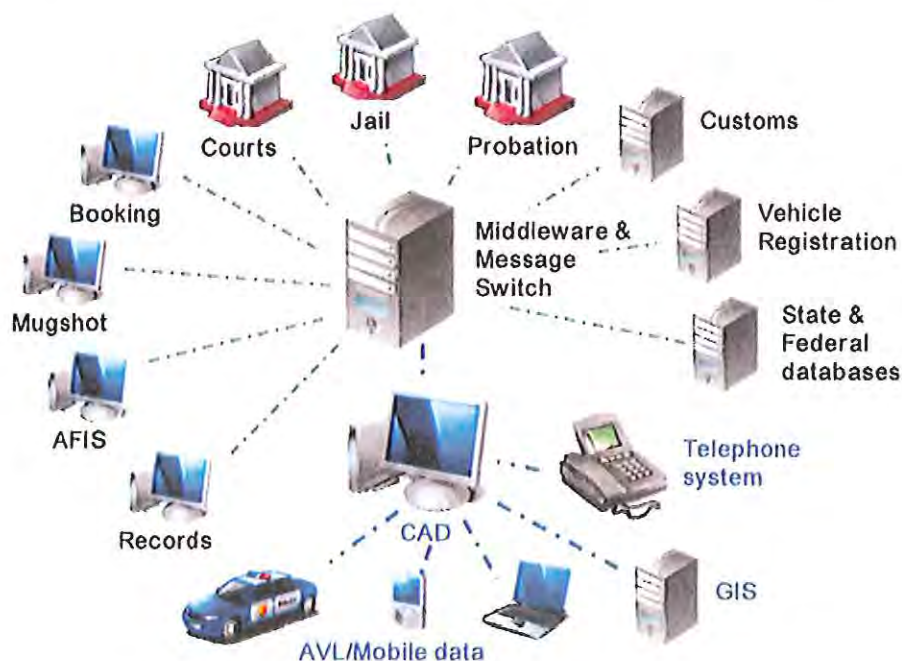 Courts
Jail
Probation
Customs
Booking
Middleware &
Message
Switch
Vehicle
Registration
Mugshot
State &
Federal
databases
AFIS
Records
CAD
Telephone
system
GIS
AVL/Mobile data